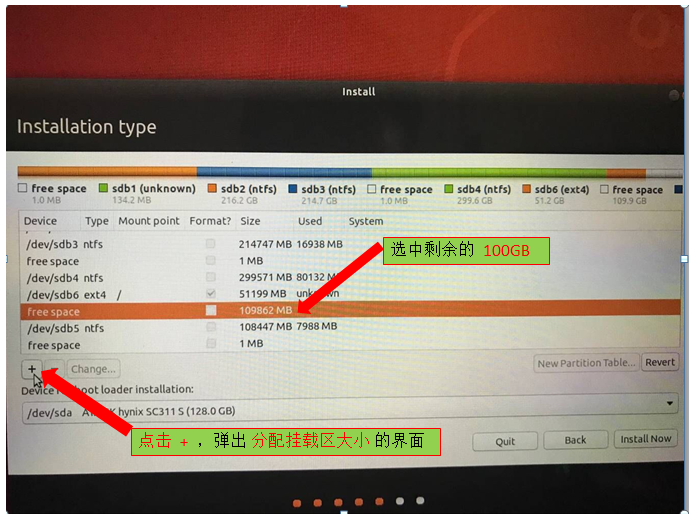 Install
Installation type
free space sdb1 (unknown) sdb2 (ntfs) sdb3 (ntfs) free space sdb4 (ntfs) sdb6 (ext4) free space
1.0 MB 134.2 MB 216.2 GB 214.7 GB 1.0 MB 299.6 GB 51.2 GB 109.9 GB
Device Type Mount point Format? Size Used System
/dev/sdb3 ntfs 214747 MB 16938 MB
free space 1 MB
/dev/sdb4 ntfs 299571 MB 80132
/dev/sdb6 ext4 / 51199 MB unknown
free space 109862 MB
/dev/sdb5 ntfs 108447 MB 7988 MB
free space 1 MB
选中剩余的 100GB
+ - Change... New Partition Table... Revert
Device boot loader installation:
/dev/sda hynix SC311 S (128.0 GB)
点击 + ，弹出 分配挂载区大小 的界面
Quit Back Install Now